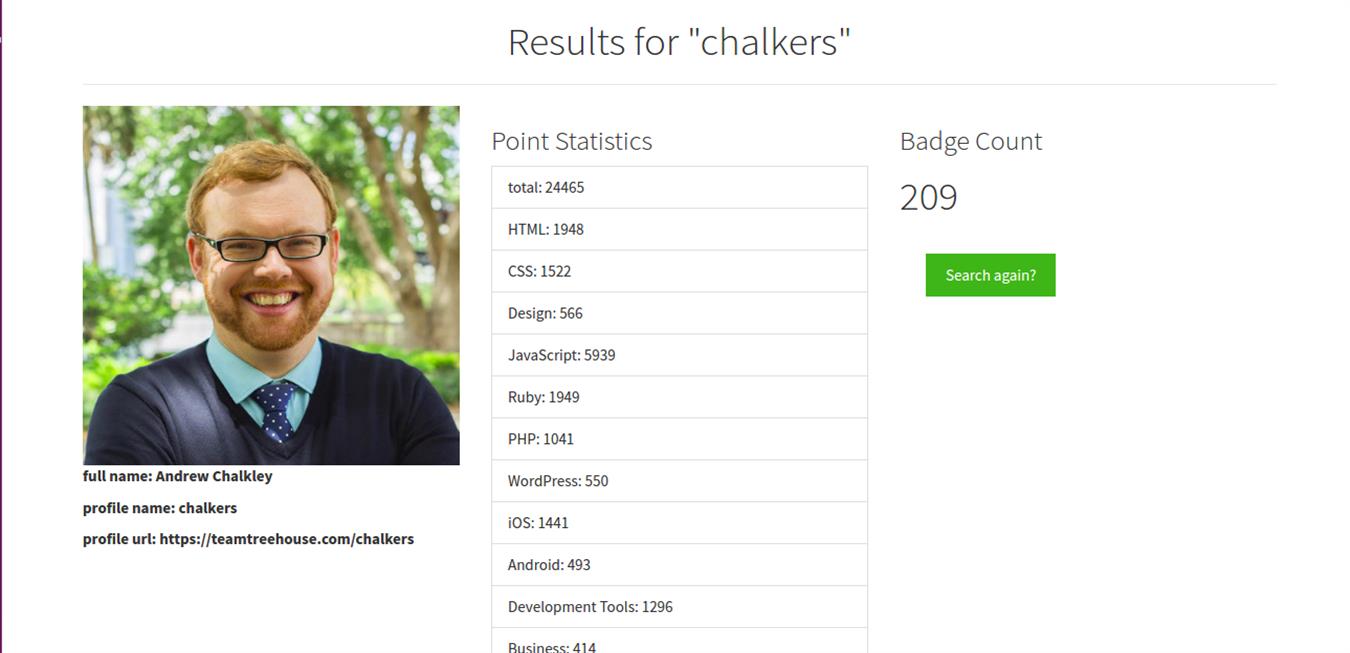 Results for "chalkers"
full name: Andrew Chalkley
profile name: chalkers
profile url: https://teamtreehouse.com/chalkers
Point Statistics
total: 24465
HTML: 1948
CSS: 1522
Design: 566
JavaScript: 5939
Ruby: 1949
PHP: 1041
WordPress: 550
iOS: 1441
Android: 493
Development Tools: 1296
Business: 414
Badge Count
209
Search again?